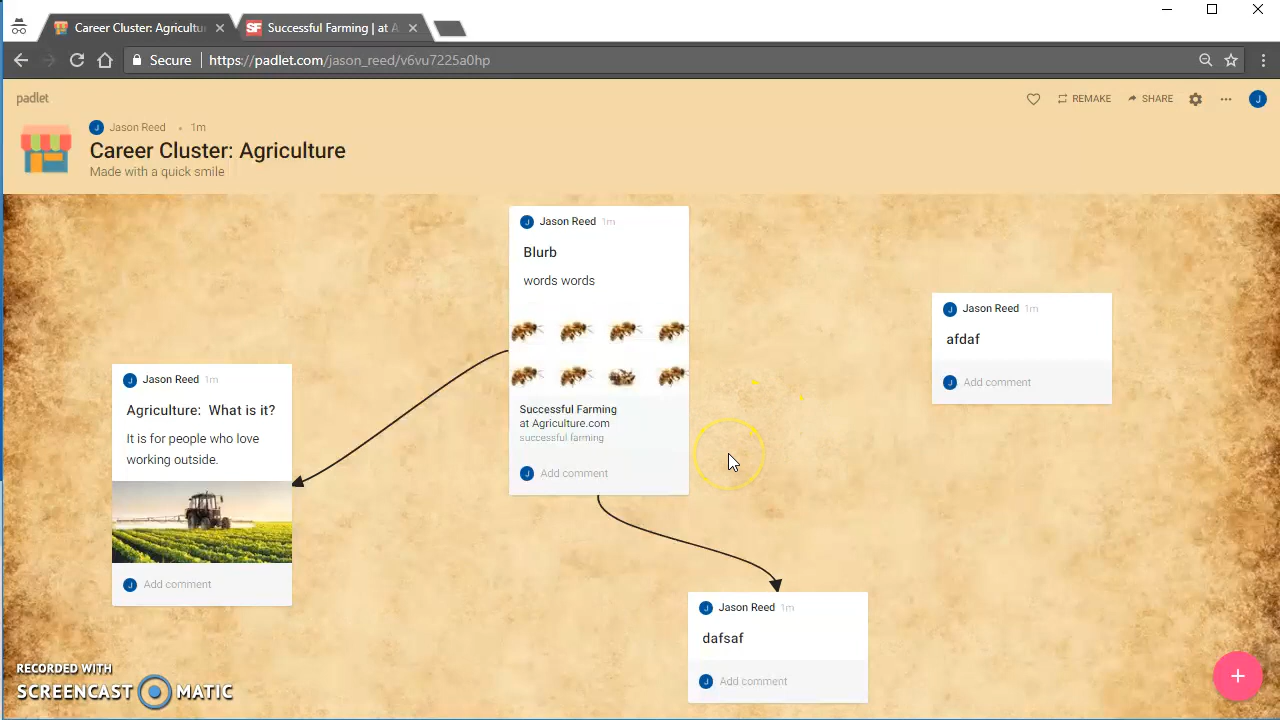 Career Cluster: Agricultu
Successful Farming | at A
Secure
https://padlet.com/jason_reed/v6vu7225a0hp
padlet
REMAKE
SHARE
J
J Jason Reed • 1m
Career Cluster: Agriculture
Made with a quick smile
J Jason Reed 1m
Blurb
words words
Successful Farming
at Agriculture.com
successful farming
J Add comment
J Jason Reed 1m
afdaf
J Add comment
J Jason Reed 1m
Agriculture: What is it?
It is for people who love
working outside.
J Add comment
J Jason Reed 1m
dafsaf
J Add comment
RECORDED WITH
SCREENCAST MATIC